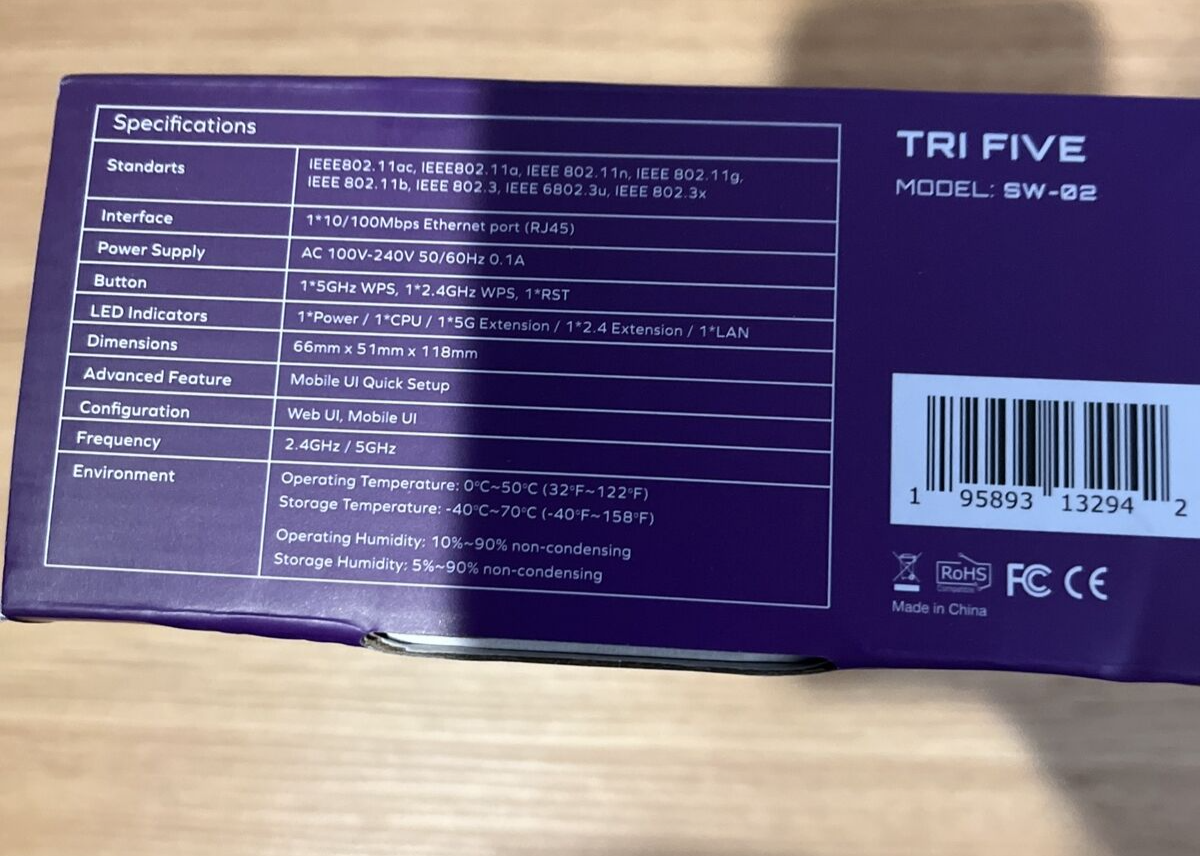 Specifications
Standarts
IEEE802.11ac, IEEE802.11a, IEEE 802.11n, IEEE 802.11g,
IEEE 802.11b, IEEE 802.3, IEEE 6802.3u, IEEE 802.3x
Interface
1*10/100Mbps Ethernet port (RJ45)
Power Supply
AC 100V-240V 50/60Hz 0.1A
Button
1*5GHz WPS, 1*2.4GHz WPS, 1*RST
LED Indicators
1*Power / 1*CPU / 1*5G Extension / 1*2.4 Extension / 1*LAN
Dimensions
66mm x 51mm x 118mm
Advanced Feature
Mobile UI Quick Setup
Configuration
Web UI, Mobile UI
Frequency
2.4GHz / 5GHz
Environment
Operating Temperature: 0°C~50°C (32°F~122°F)
Storage Temperature: -40°C~70°C (-40°F~158°F)
Operating Humidity: 10%~90% non-condensing
Storage Humidity: 5%~90% non-condensing
TRI FIVE
MODEL: SW-02
1 95893 13294 2
RoHS
FC CE
Made in China